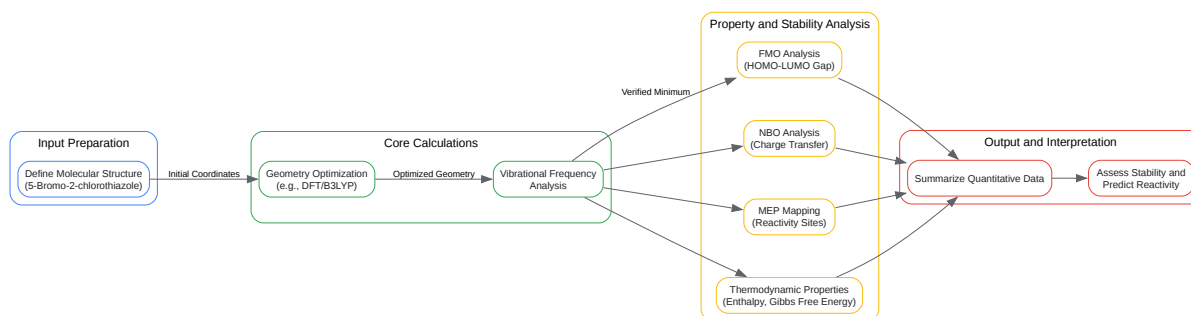 Input Preparation
Define Molecular Structure
(5-Bromo-2-chlorothiazole)
Initial Coordinates
Core Calculations
Geometry Optimization
(e.g., DFT/B3LYP)
Optimized Geometry
Vibrational Frequency
Analysis
Verified Minimum
Property and Stability Analysis
FMO Analysis
(HOMO-LUMO Gap)
NBO Analysis
(Charge Transfer)
MEP Mapping
(Reactivity Sites)
Thermodynamic Properties
(Enthalpy, Gibbs Free Energy)
Output and Interpretation
Summarize Quantitative Data
Assess Stability and
Predict Reactivity